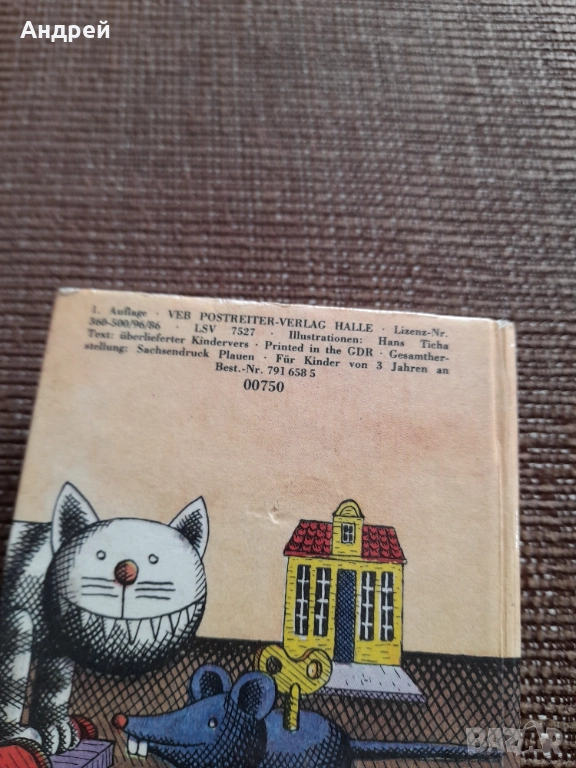 Андрей
1. Auflage · VEB POSTREITER-VERLAG HALLE · Lizenz-Nr.
360-500/96/86 · LSV 7527 · Illustrationen: Hans Ticha
Text: überlieferter Kindervers · Printed in the GDR · Gesamther-
stellung: Sachsendruck Plauen · Für Kinder von 3 Jahren an
Best.-Nr. 791 658 5
00750
BAZAR